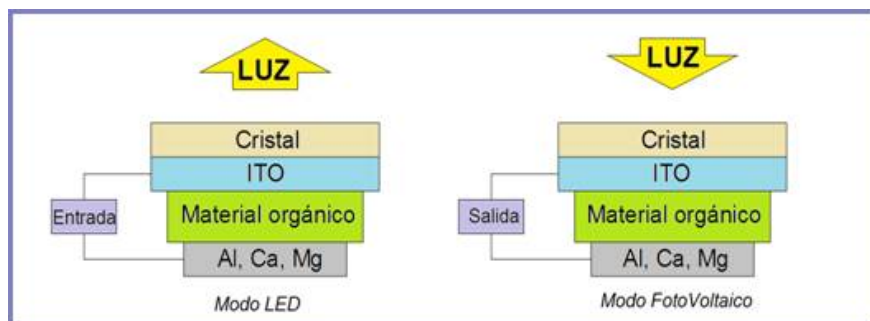 LUZ
Cristal
ITO
Entrada
Material orgánico
Al, Ca, Mg
Modo LED
LUZ
Cristal
ITO
Salida
Material orgánico
Al, Ca, Mg
Modo FotoVoltaico